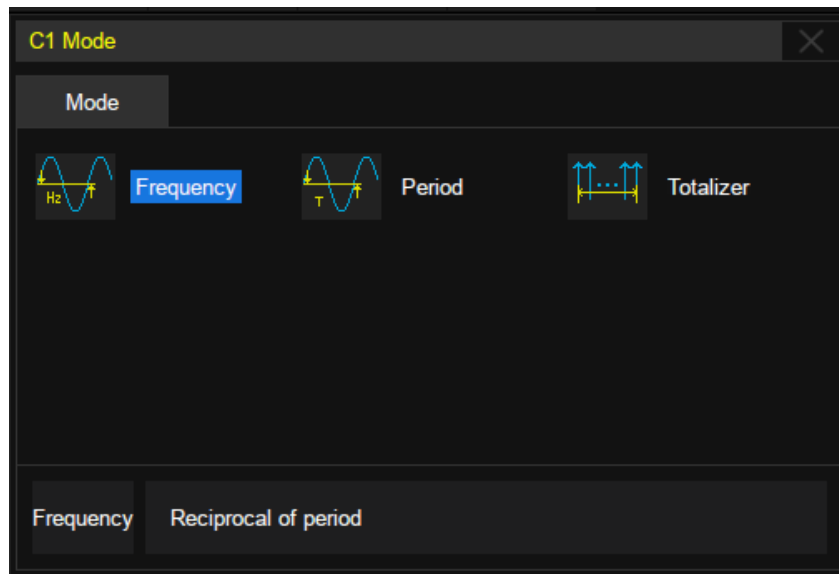 C1 Mode
Mode
Hz
Frequency
T
Period
Totalizer
Frequency
Reciprocal of period